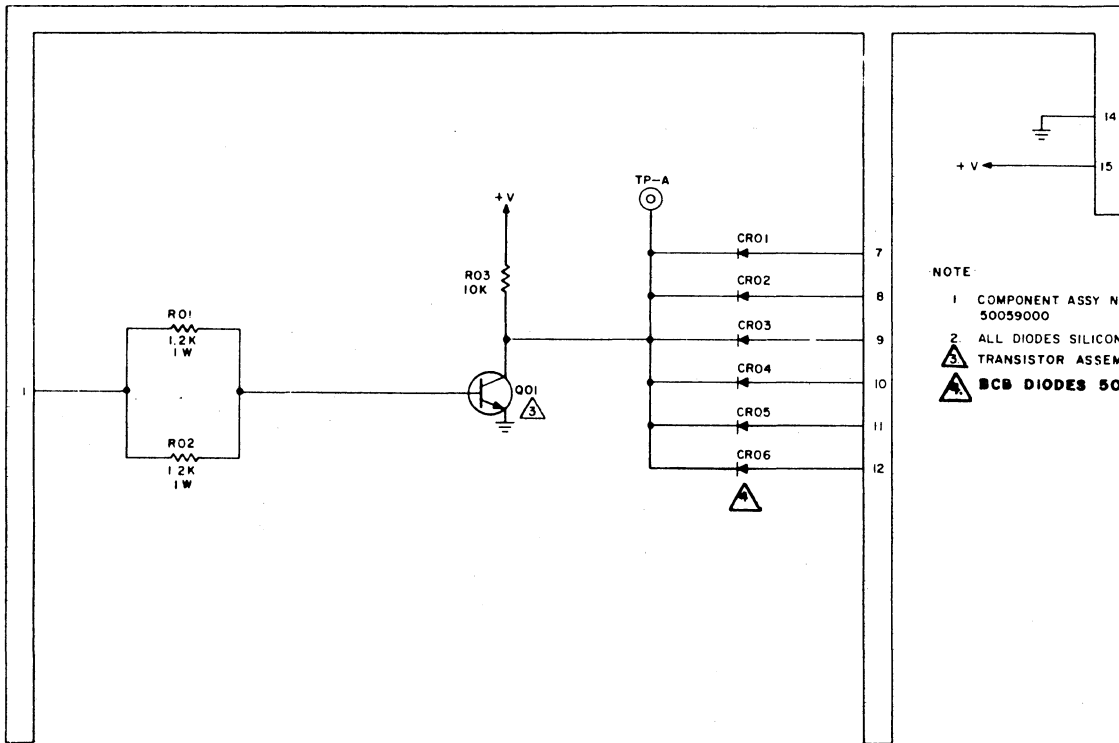 14
+V
15
TP-A
+V
CR01
7
R03
10K
CR02
8
CR03
9
CR04
10
CR05
11
CR06
12
4
R01
1.2K
1W
1
Q01
3
R02
1.2K
1W
NOTE
1 COMPONENT ASSY N
50059000
2. ALL DIODES SILICON
3. TRANSISTOR ASSEM
4. BCB DIODES 50